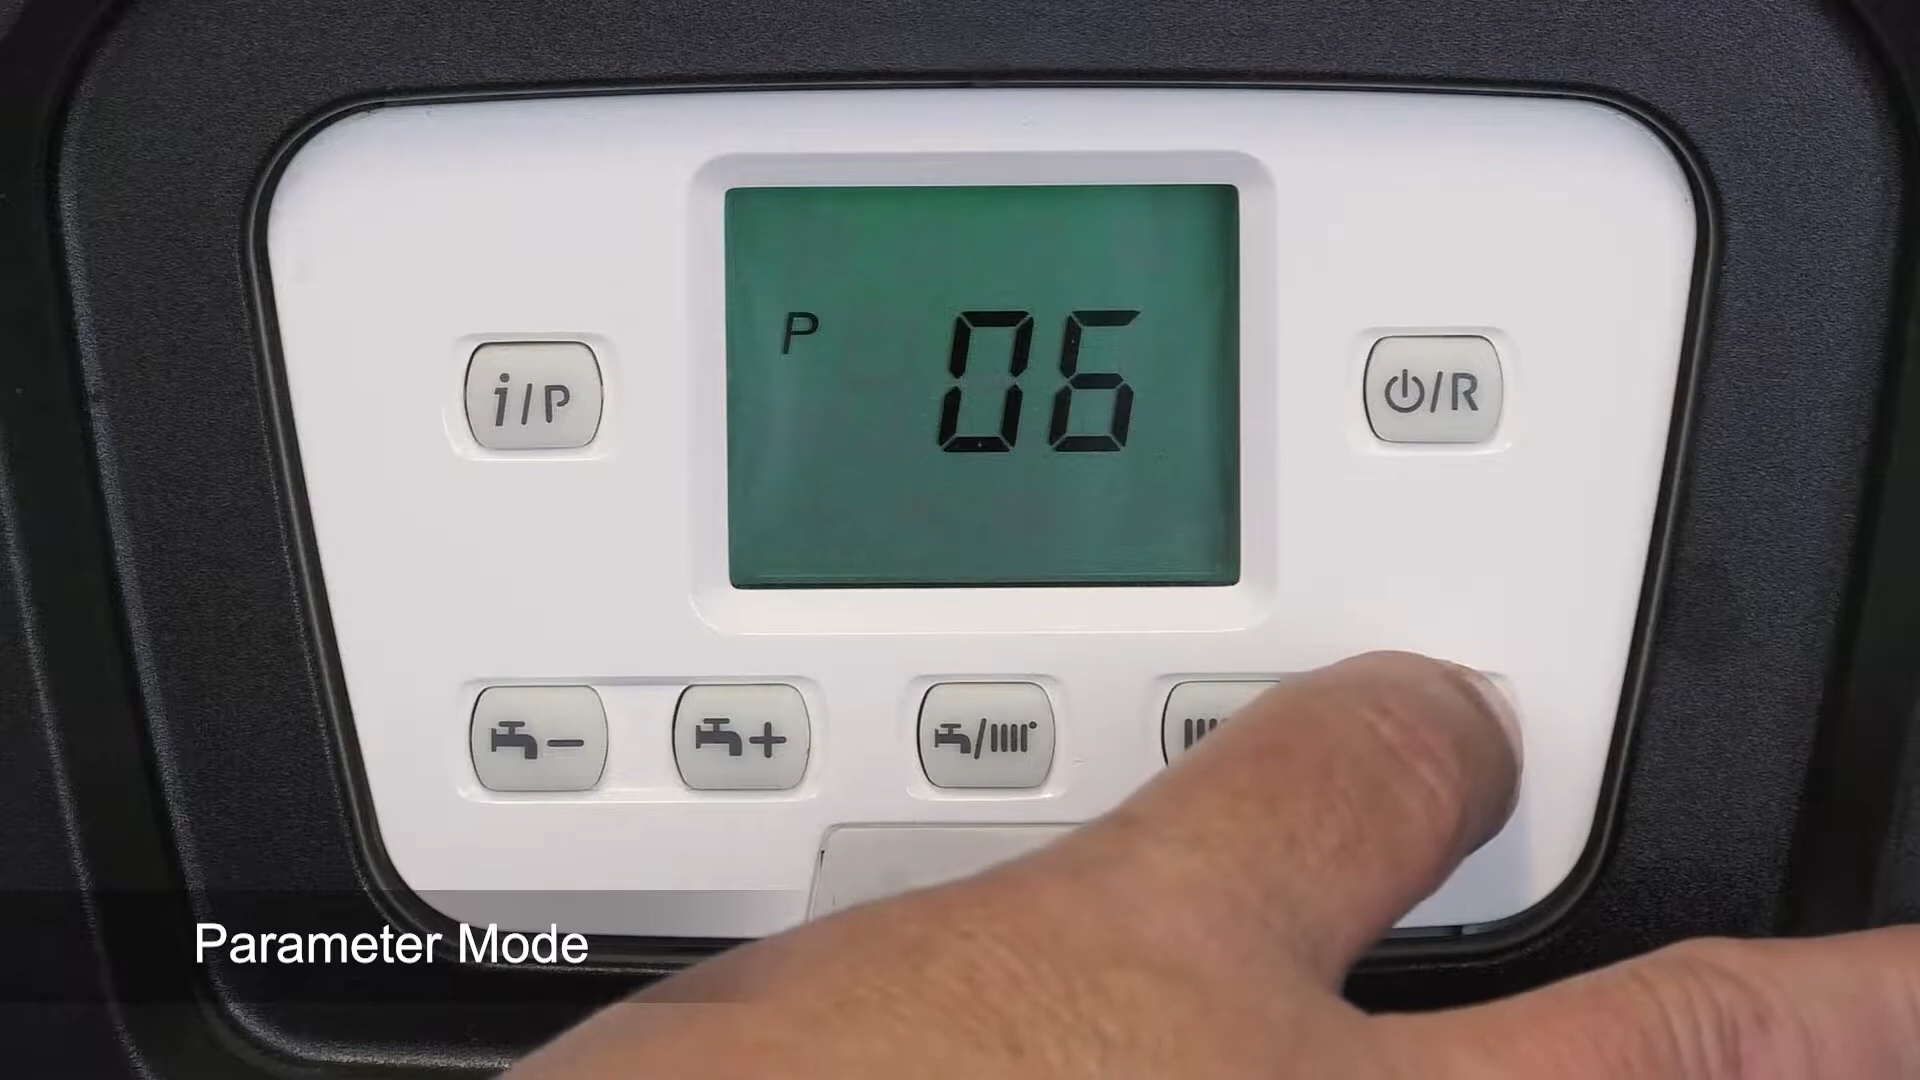 P 06
i/P
⏻/R
−
+
/
Parameter Mode